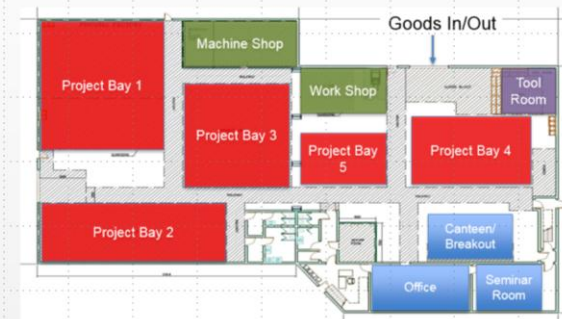 Goods In/Out
Machine Shop
Project Bay 1
Work Shop
Tool
Room
Project Bay 3
Project Bay
5
Project Bay 4
Project Bay 2
Canteen/
Breakout
Office
Seminar
Room